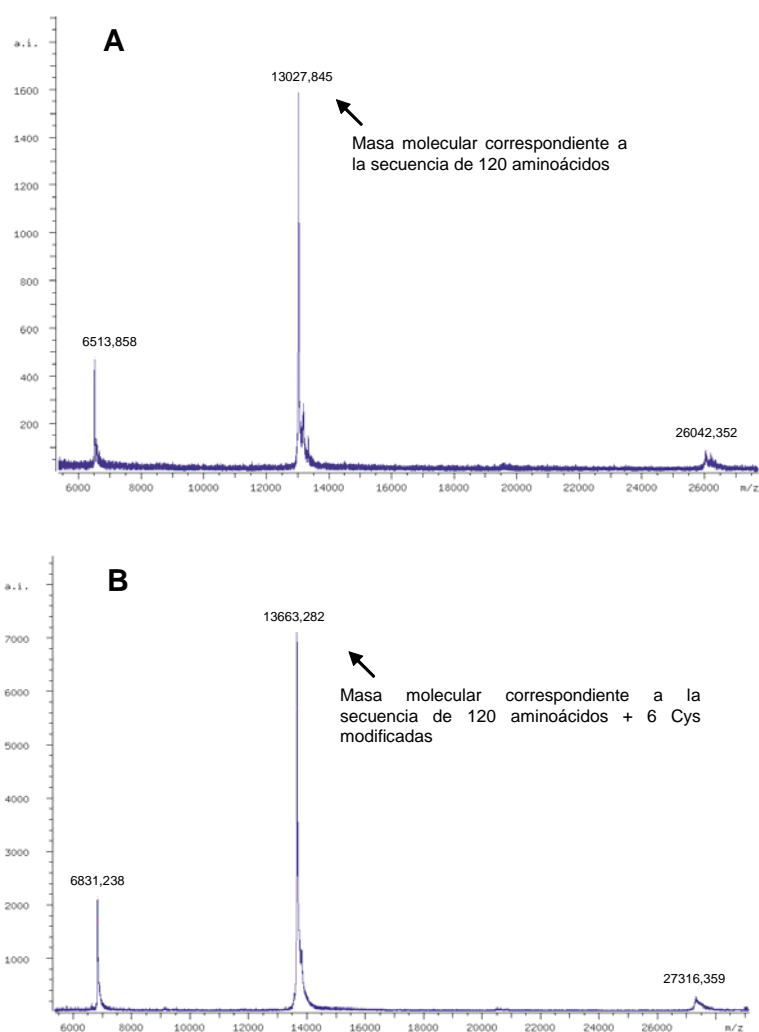 A
a.i.
13027,845
1600
Masa molecular correspondiente a
la secuencia de 120 aminoácidos
1400
1200
1000
800
600
6513,858
400
26042,352
200
6000 8000 10000 12000 14000 16000 18000 20000 22000 24000 26000 m/z
B
a.i.
13663,282
7000
Masa molecular correspondiente a la
secuencia de 120 aminoácidos + 6 Cys
modificadas
6000
5000
4000
3000
6831,238
2000
27316,359
1000
6000 8000 10000 12000 14000 16000 18000 20000 22000 24000 26000 m/z